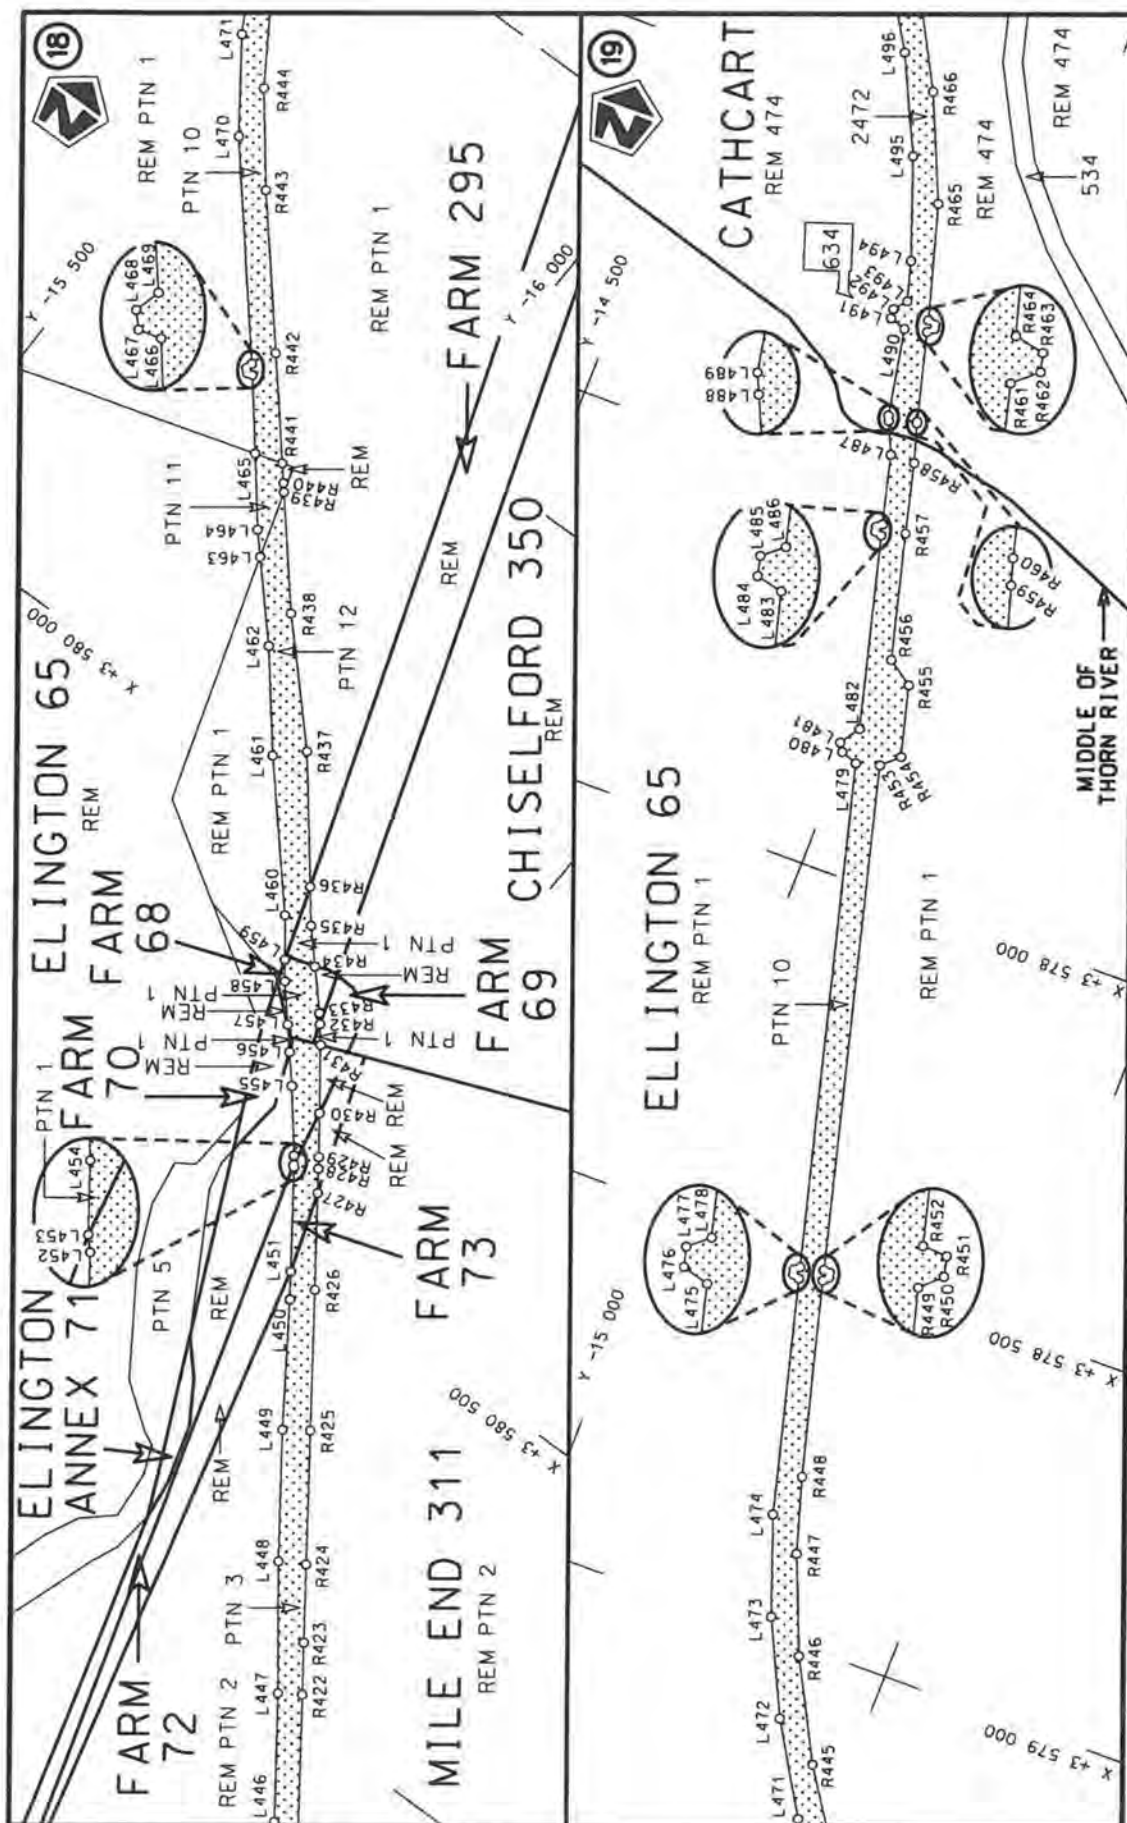 18
ELINGTON
ANNEX 71
FARM
72
FARM
70
FARM
68
ELINGTON 65
REM
FARM
73
FARM
69
FARM 295
CHISELFORD 350
REM
MILE END 311
REM PTN 2
REM PTN 2
PTN 3
REM
REM
PTN 5
PTN 1
REM
PTN 1
REM
PTN 1
REM PTN 1
PTN 11
PTN 10
REM PTN 1
PTN 12
REM
REM PTN 1
REM
PTN 1
REM
PTN 1
REM
REM
L446
L447
L448
L449
L450
L451
L452
L453
L454
L455
L456
L457
L458
L459
L460
L461
L462
L463
L464
L465
L466
L467
L468
L469
L470
L471
R422
R423
R424
R425
R426
R427
R428
R429
R430
R431
R432
R433
R434
R435
R436
R437
R438
R439
R440
R441
R442
R443
R444
Y -15 500
Y -16 000
X +3 580 000
X +3 580 500
19
CATHCART
REM 474
2472
634
REM 474
REM 474
534
ELLINGTON 65
REM PTN 1
PTN 10
REM PTN 1
MIDDLE OF
THORN RIVER
L471
L472
L473
L474
L475
L476
L477
L478
L479
L480
L481
L482
L483
L484
L485
L486
L487
L488
L489
L490
L491
L492
L493
L494
L495
L496
R445
R446
R447
R448
R449
R450
R451
R452
R453
R454
R455
R456
R457
R458
R459
R460
R461
R462
R463
R464
R465
R466
Y -14 500
Y -15 000
X +3 578 000
X +3 578 500
X +3 579 000